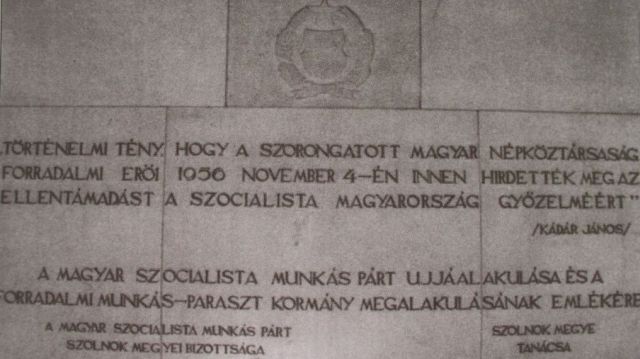 „TÖRTÉNELMI TÉNY, HOGY A SZORONGATOTT MAGYAR NÉPKÖZTÁRSASÁG
FORRADALMI ERŐI 1956 NOVEMBER 4-ÉN INNEN HIRDETTÉK MEG AZ
ELLENTÁMADÁST A SZOCIALISTA MAGYARORSZÁG GYŐZELMÉÉRT"
/KÁDÁR JÁNOS/
A MAGYAR SZOCIALISTA MUNKÁS PÁRT UJJÁALAKULÁSA ÉS A
FORRADALMI MUNKÁS-PARASZT KORMÁNY MEGALAKULÁSÁNAK EMLÉKÉRE
A MAGYAR SZOCIALISTA MUNKÁS PÁRT
SZOLNOK MEGYEI BIZOTTSÁGA
SZOLNOK MEGYE
TANÁCSA